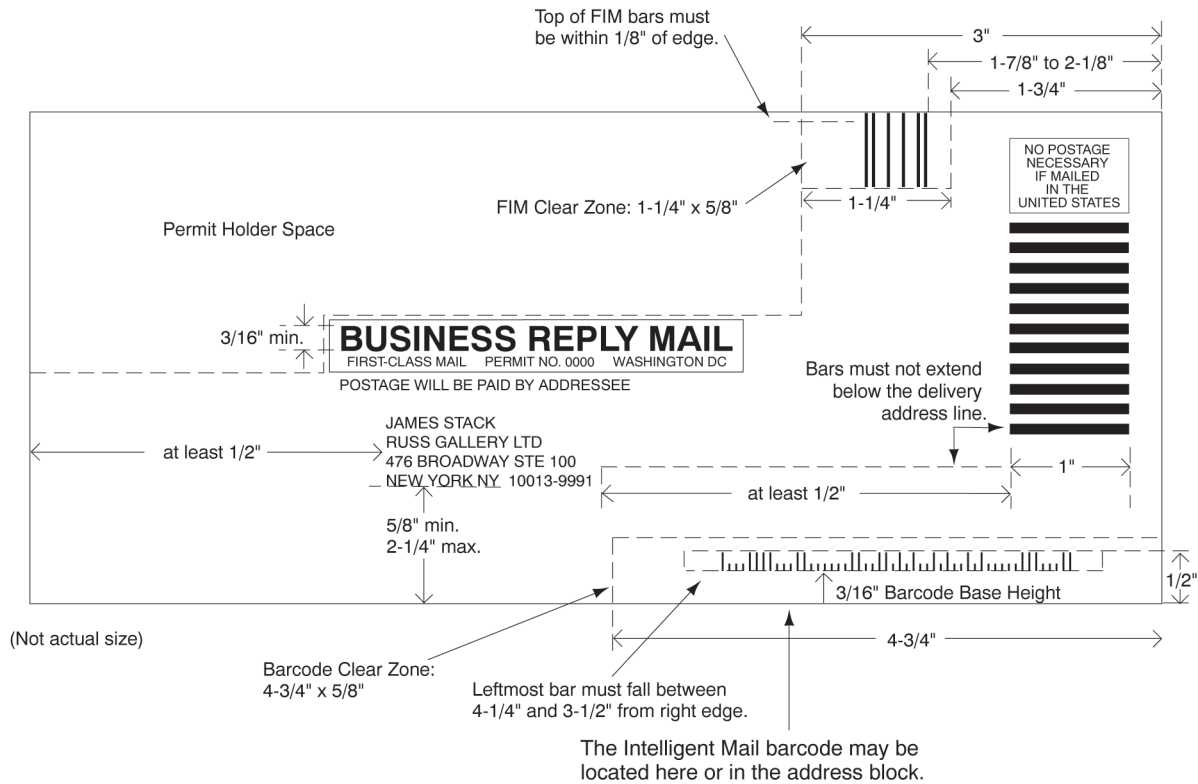 Top of FIM bars must
be within 1/8" of edge.
3"
1-7/8" to 2-1/8"
1-3/4"
NO POSTAGE
NECESSARY
IF MAILED
IN THE
UNITED STATES
FIM Clear Zone: 1-1/4" x 5/8"
1-1/4"
Permit Holder Space
3/16" min.
BUSINESS REPLY MAIL
FIRST-CLASS MAIL PERMIT NO. 0000 WASHINGTON DC
POSTAGE WILL BE PAID BY ADDRESSEE
Bars must not extend
below the delivery
address line.
JAMES STACK
RUSS GALLERY LTD
476 BROADWAY STE 100
NEW YORK NY 10013-9991
at least 1/2"
1"
at least 1/2"
5/8" min.
2-1/4" max.
3/16" Barcode Base Height
1/2"
(Not actual size)
4-3/4"
Barcode Clear Zone:
4-3/4" x 5/8"
Leftmost bar must fall between
4-1/4" and 3-1/2" from right edge.
The Intelligent Mail barcode may be
located here or in the address block.